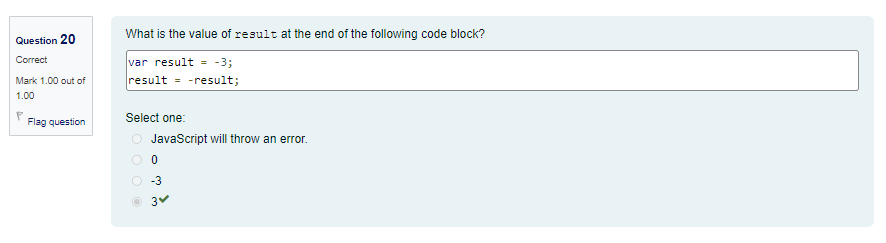 Question 20
Correct
Mark 1.00 out of
1.00
Flag question
What is the value of result at the end of the following code block?
var result = -3;
result = -result;
Select one:
JavaScript will throw an error.
0
-3
3